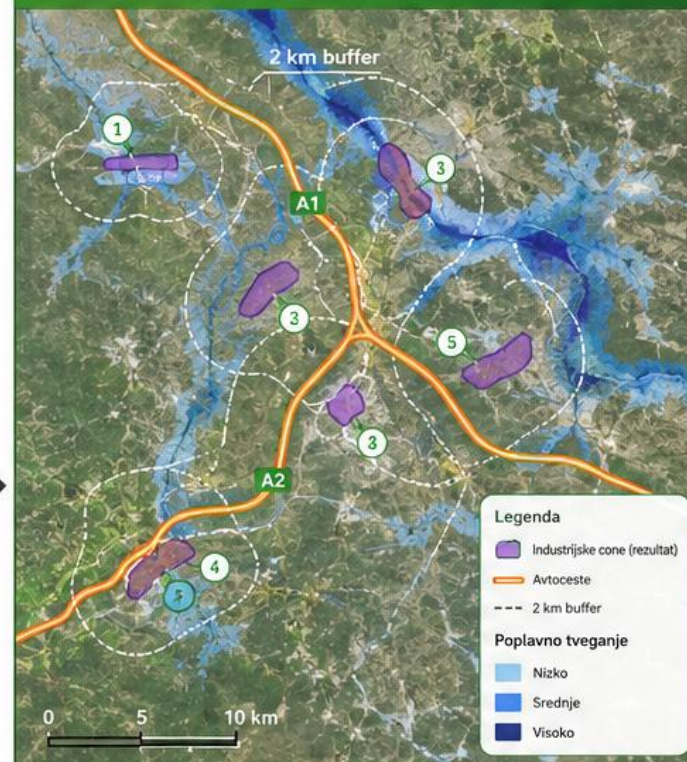 2 km buffer
1
3
A1
3
5
3
A2
4
5
Legenda
Industrijske cone (rezultat)
Avtoceste
2 km buffer
Poplavno tveganje
Nizko
Srednje
Visoko
0 5 10 km